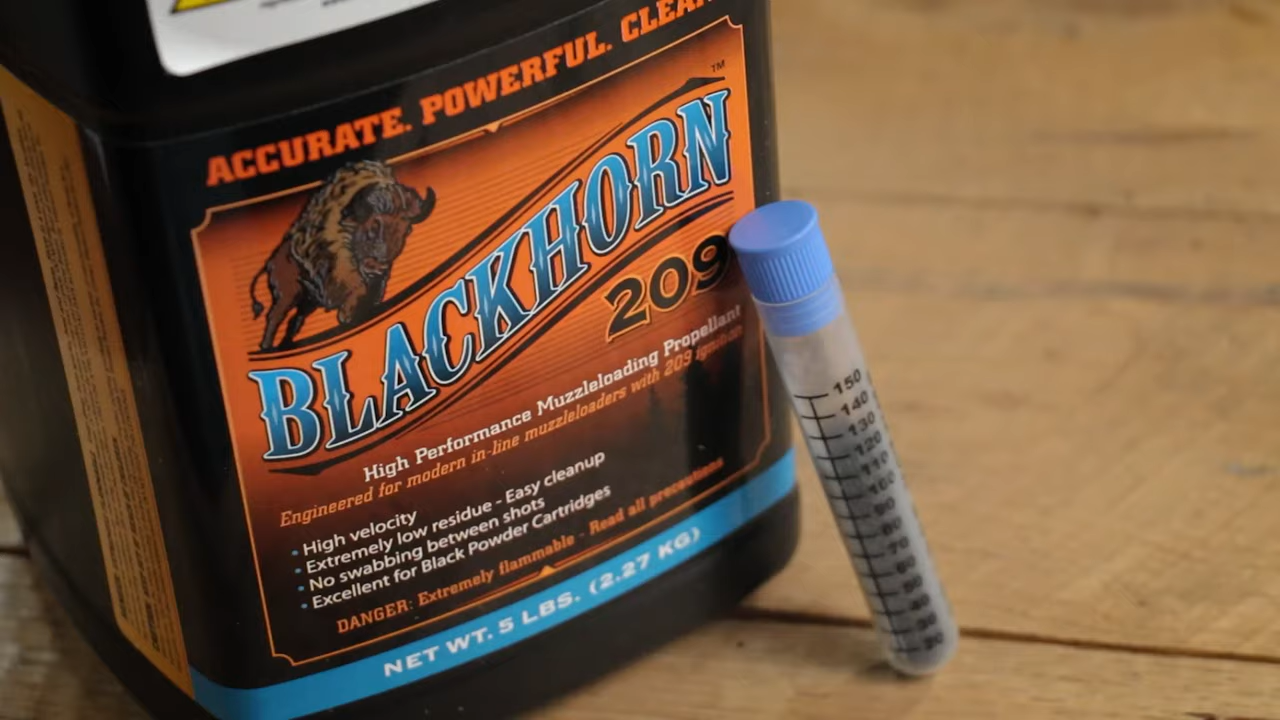 ACCURATE. POWERFUL. CLEAN
™
BLACKHORN
209
High Performance Muzzleloading Propellant
Engineered for modern in-line muzzleloaders with 209 ignition
• High velocity
• Extremely low residue - Easy cleanup
• No swabbing between shots
• Excellent for Black Powder Cartridges
DANGER: Extremely flammable - Read all precautions
NET WT. 5 LBS. (2.27 KG)
150
140
130
120
110
100
90
80
70
60
50
40
30
20